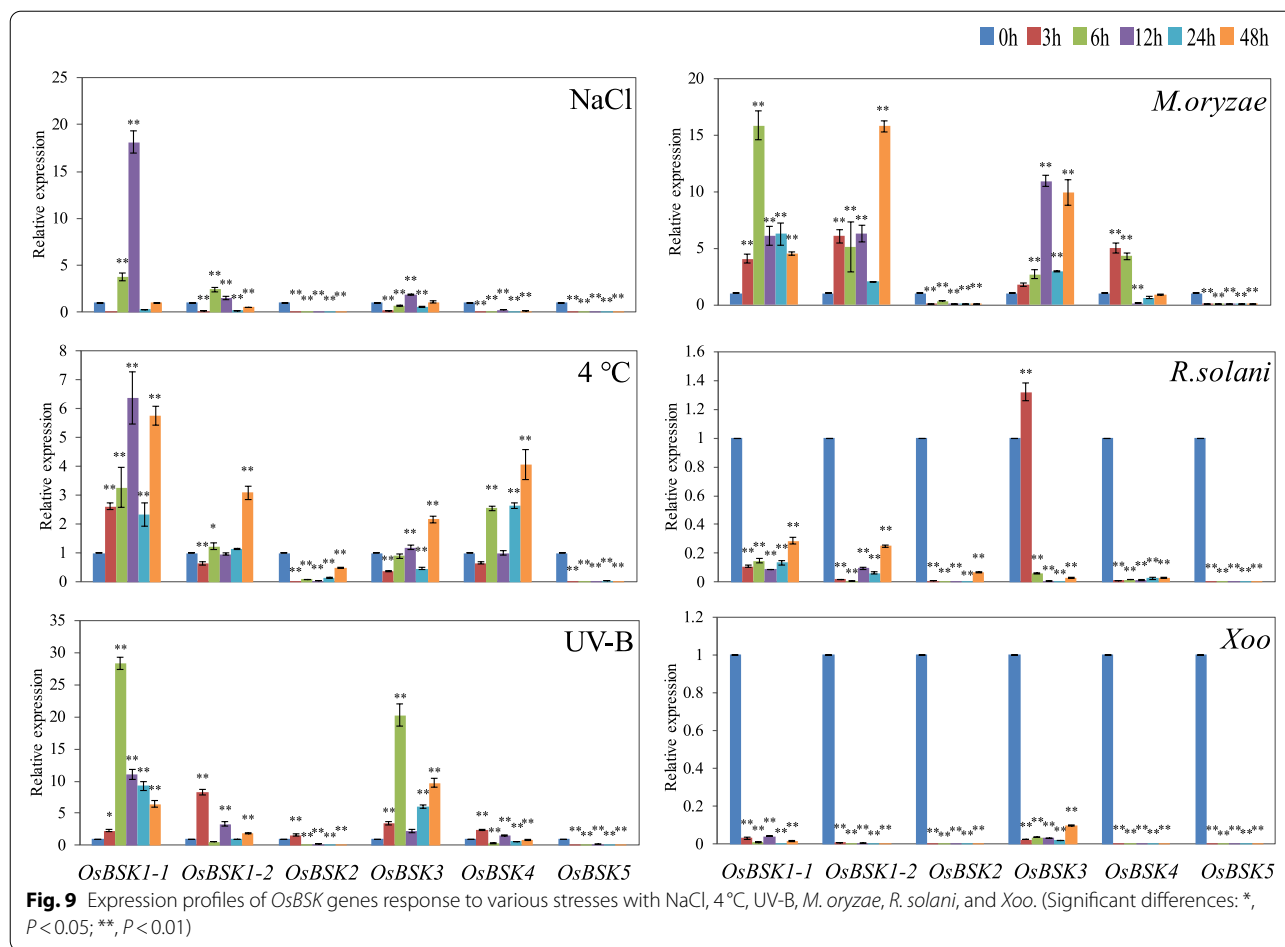 0h 3h 6h 12h 24h 48h
NaCl
Relative expression
25
20
15
10
5
0
** ** ** ** ** ** ** ** ** ** ** ** ** ** ** ** ** ** ** ** ** ** ** ** ** ** **
M.oryzae
Relative expression
20
15
10
5
0
** ** ** ** ** ** ** ** ** ** ** ** ** ** ** ** ** ** ** ** ** ** ** ** **
4 °C
Relative expression
8
7
6
5
4
3
2
1
0
** ** ** ** ** ** * ** ** ** ** ** ** ** ** ** ** ** ** ** ** ** ** ** **
R.solani
Relative expression
1.6
1.4
1.2
1
0.8
0.6
0.4
0.2
0
** ** ** ** ** ** ** ** ** ** ** ** ** ** ** ** ** ** ** ** ** ** ** ** ** ** ** ** ** **
UV-B
Relative expression
35
30
25
20
15
10
5
0
* ** ** ** ** ** ** ** ** ** ** ** ** ** ** ** ** ** ** ** ** ** ** ** ** **
OsBSK1-1 OsBSK1-2 OsBSK2 OsBSK3 OsBSK4 OsBSK5
Xoo
Relative expression
1.2
1
0.8
0.6
0.4
0.2
0
** ** ** ** ** ** ** ** ** ** ** ** ** ** ** ** ** ** ** ** ** ** ** ** ** ** ** ** ** **
OsBSK1-1 OsBSK1-2 OsBSK2 OsBSK3 OsBSK4 OsBSK5
Fig. 9 Expression profiles of OsBSK genes response to various stresses with NaCl, 4 °C, UV-B, M. oryzae, R. solani, and Xoo. (Significant differences: *,
P < 0.05; **, P < 0.01)